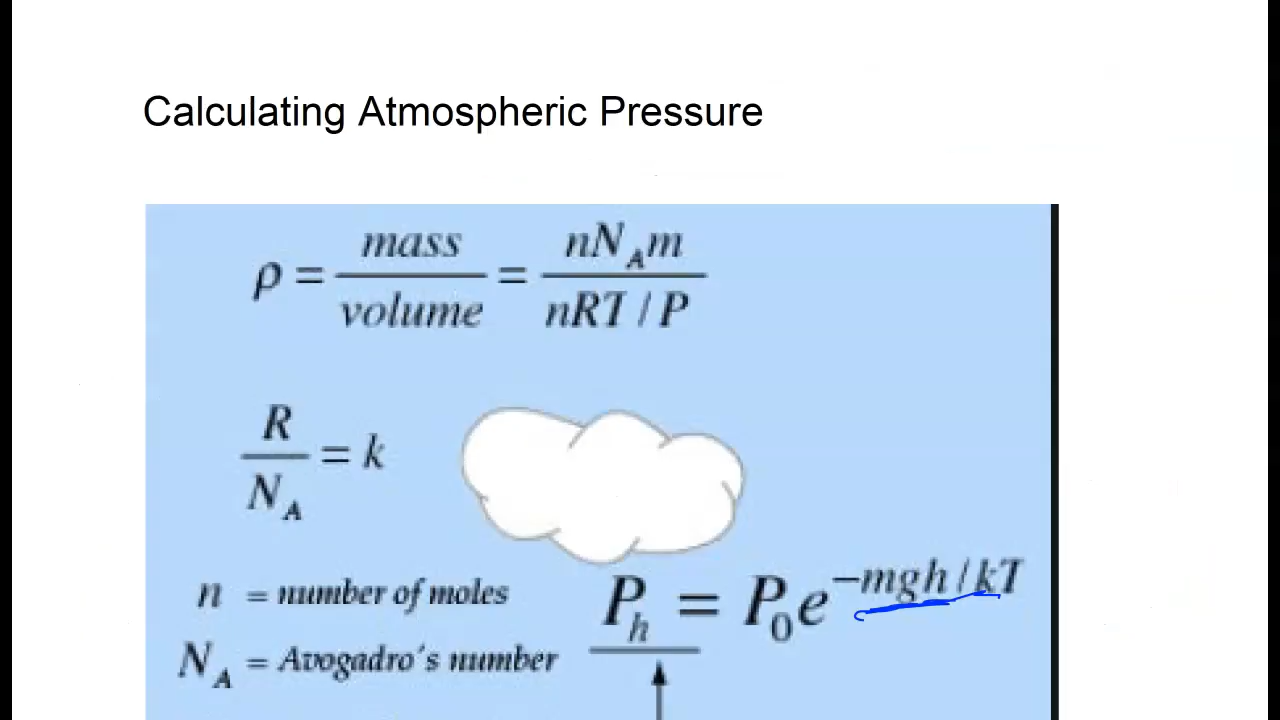 Calculating Atmospheric Pressure
ρ = mass / volume = nN_A m / nRT / P
R / N_A = k
n = number of moles
P_h = P_0 e^{-mgh / kT}
N_A = Avogadro's number